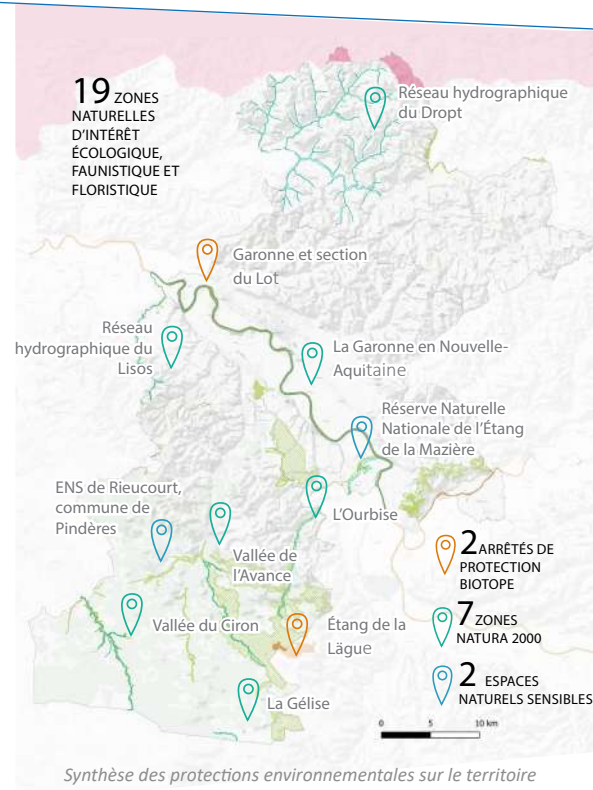 19 ZONES
NATURELLES
D'INTÉRÊT
ÉCOLOGIQUE,
FAUNISTIQUE ET
FLORISTIQUE
Réseau hydrographique
du Dropt
Garonne et section
du Lot
Réseau
hydrographique du
Lisos
La Garonne en Nouvelle-
Aquitaine
Réserve Naturelle
Nationale de l'Étang
de la Mazière
ENS de Rieucourt,
commune de
Pindères
L'Ourbise
Vallée de
l'Avance
Vallée du Ciron
Étang de la
Lägue
La Gélise
2 ARRÊTÉS DE
PROTECTION
BIOTOPE
7 ZONES
NATURA 2000
2 ESPACES
NATURELS SENSIBLES
0 5 10 km
Synthèse des protections environnementales sur le territoire